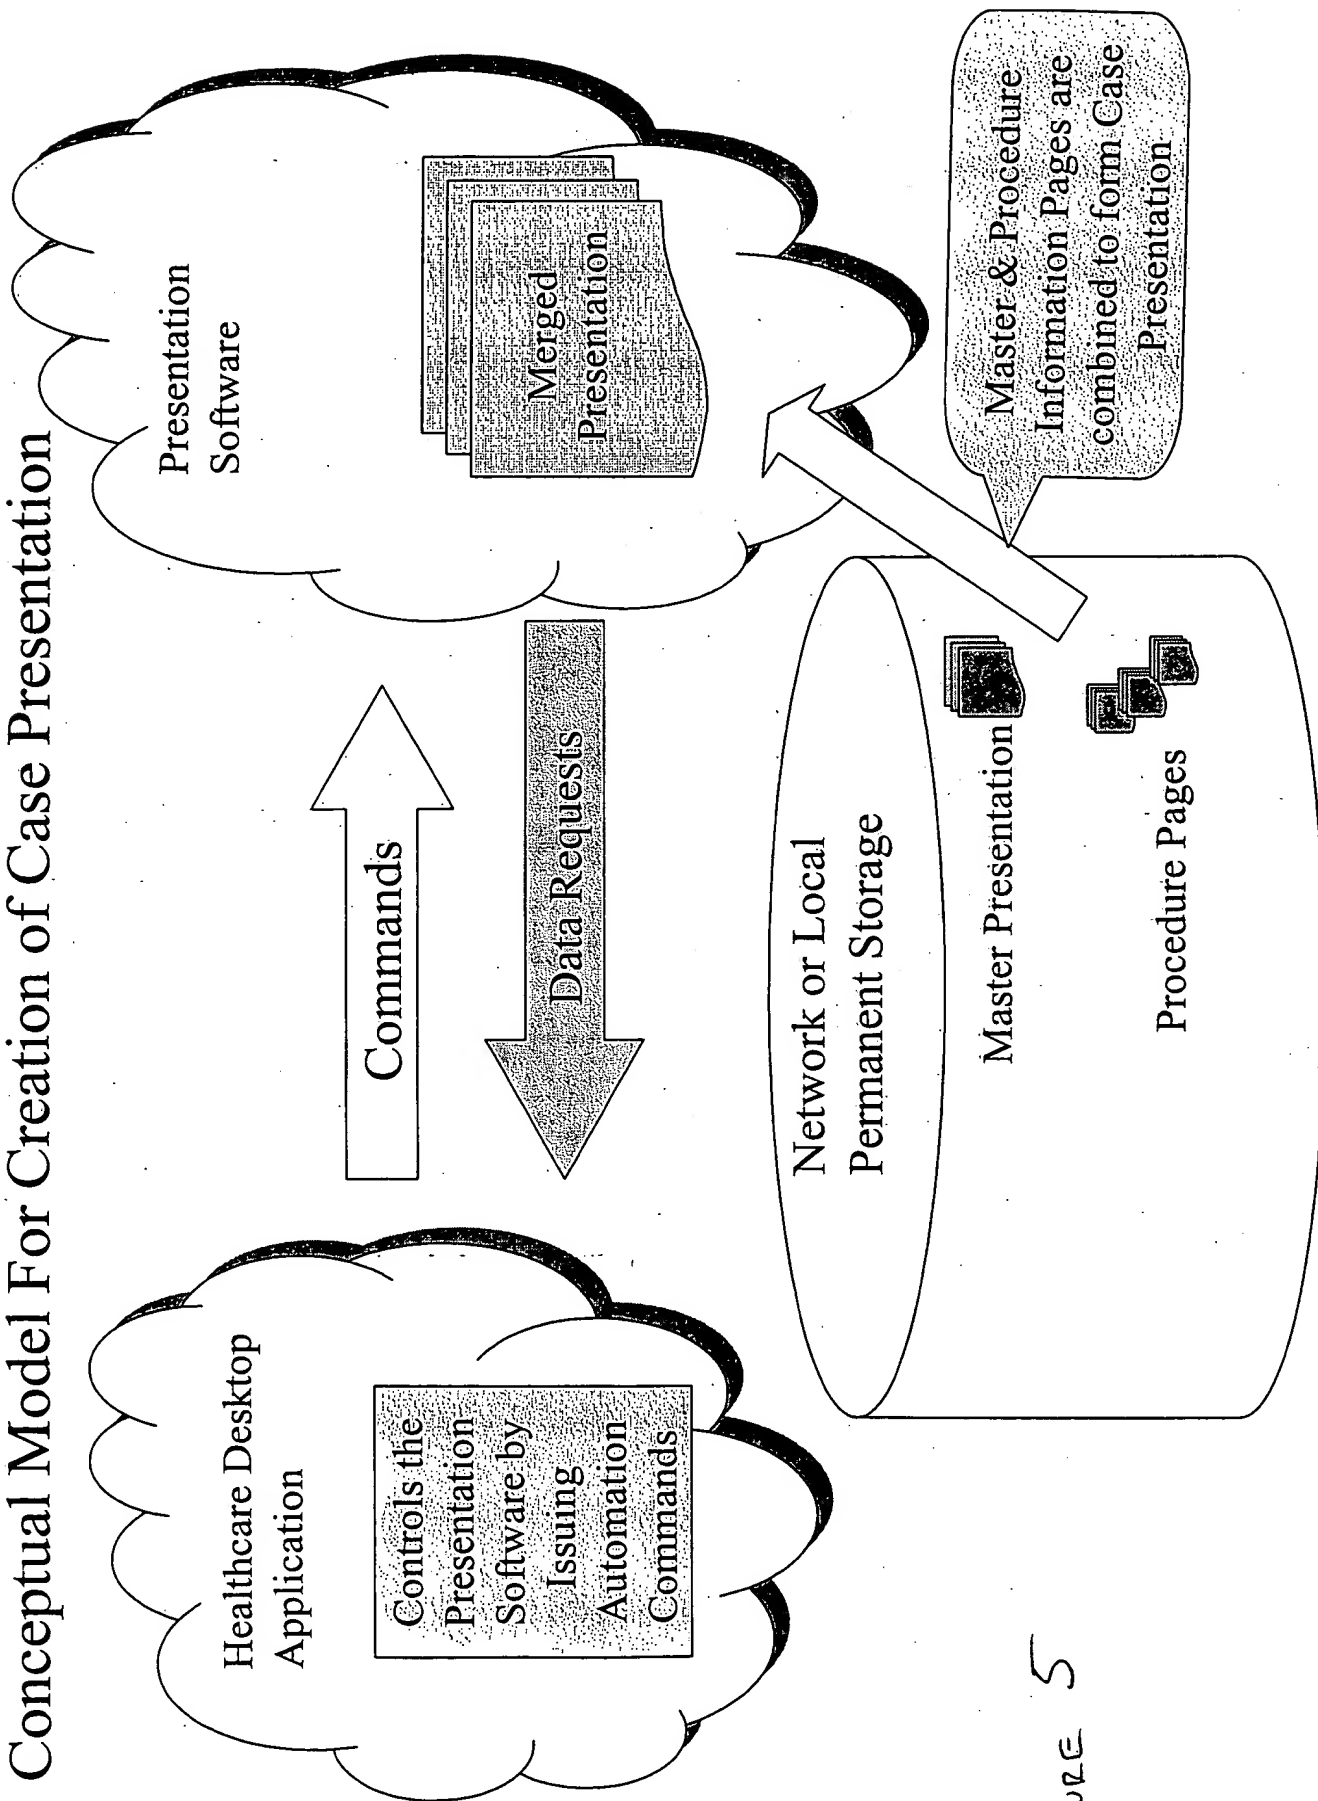 Conceptual Model For Creation of Case Presentation
Healthcare Desktop
Application
Controls the
Presentation
Software by
Issuing
Automation
Commands
Commands
Data Requests
Presentation
Software
Merged
Presentation
Network or Local
Permanent Storage
Master Presentation
Procedure Pages
Master & Procedure
Information Pages are
combined to form Case
Presentation
URE 5